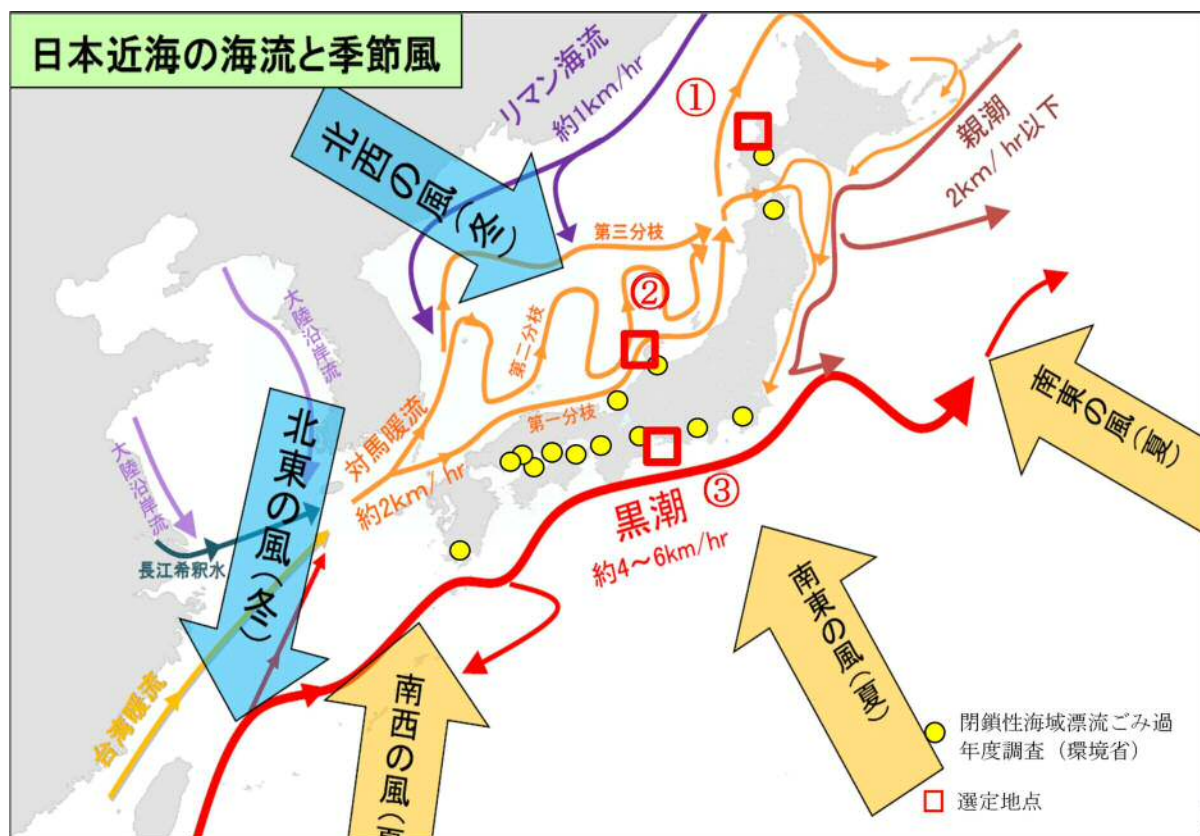 日本近海の海流と季節風
リマン海流
約1km/hr
①
親潮
2km/ hr以下
北西の風(冬)
第三分枝
②
大陸沿岸流
第二分枝
第一分枝
対馬暖流
約2km/ hr
北東の風(冬)
大陸沿岸流
長江希釈水
台湾暖流
黒潮
約4~6km/hr
③
南東の風(夏)
南東の風(夏)
南西の風(夏
閉鎖性海域漂流ごみ過
年度調査(環境省)
選定地点